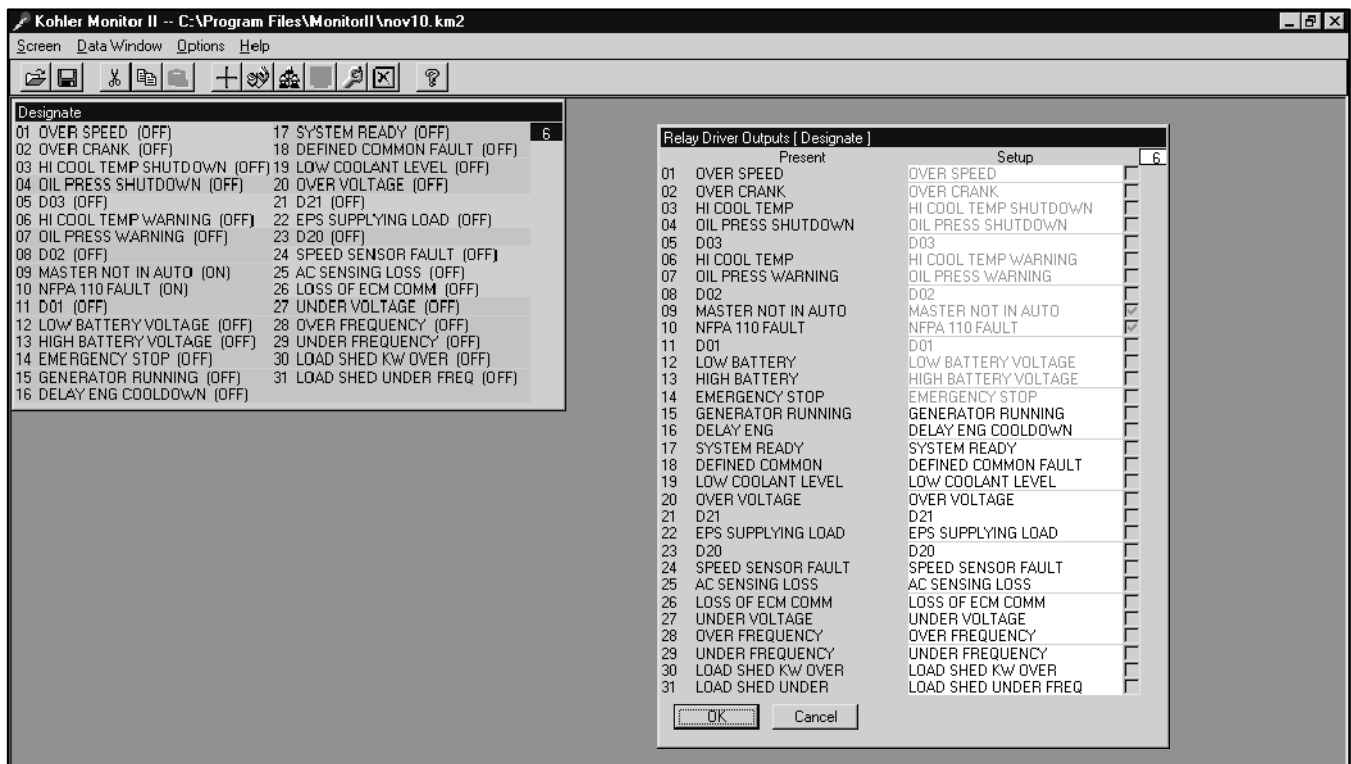 Kohler Monitor II -- C:\Program Files\MonitorII\nov10.km2
Screen Data Window Options Help
Designate
01 OVER SPEED (OFF) 17 SYSTEM READY (OFF) 6
02 OVER CRANK (OFF) 18 DEFINED COMMON FAULT (OFF)
03 HI COOL TEMP SHUTDOWN (OFF) 19 LOW COOLANT LEVEL (OFF)
04 OIL PRESS SHUTDOWN (OFF) 20 OVER VOLTAGE (OFF)
05 D03 (OFF) 21 D21 (OFF)
06 HI COOL TEMP WARNING (OFF) 22 EPS SUPPLYING LOAD (OFF)
07 OIL PRESS WARNING (OFF) 23 D20 (OFF)
08 D02 (OFF) 24 SPEED SENSOR FAULT (OFF)
09 MASTER NOT IN AUTO (ON) 25 AC SENSING LOSS (OFF)
10 NFPA 110 FAULT (ON) 26 LOSS OF ECM COMM (OFF)
11 D01 (OFF) 27 UNDER VOLTAGE (OFF)
12 LOW BATTERY VOLTAGE (OFF) 28 OVER FREQUENCY (OFF)
13 HIGH BATTERY VOLTAGE (OFF) 29 UNDER FREQUENCY (OFF)
14 EMERGENCY STOP (OFF) 30 LOAD SHED KW OVER (OFF)
15 GENERATOR RUNNING (OFF) 31 LOAD SHED UNDER FREQ (OFF)
16 DELAY ENG COOLDOWN (OFF)
Relay Driver Outputs [ Designate ]
Present Setup 6
01 OVER SPEED OVER SPEED
02 OVER CRANK OVER CRANK
03 HI COOL TEMP HI COOL TEMP SHUTDOWN
04 OIL PRESS SHUTDOWN OIL PRESS SHUTDOWN
05 D03 D03
06 HI COOL TEMP HI COOL TEMP WARNING
07 OIL PRESS WARNING OIL PRESS WARNING
08 D02 D02
09 MASTER NOT IN AUTO MASTER NOT IN AUTO
10 NFPA 110 FAULT NFPA 110 FAULT
11 D01 D01
12 LOW BATTERY LOW BATTERY VOLTAGE
13 HIGH BATTERY HIGH BATTERY VOLTAGE
14 EMERGENCY STOP EMERGENCY STOP
15 GENERATOR RUNNING GENERATOR RUNNING
16 DELAY ENG DELAY ENG COOLDOWN
17 SYSTEM READY SYSTEM READY
18 DEFINED COMMON DEFINED COMMON FAULT
19 LOW COOLANT LEVEL LOW COOLANT LEVEL
20 OVER VOLTAGE OVER VOLTAGE
21 D21 D21
22 EPS SUPPLYING LOAD EPS SUPPLYING LOAD
23 D20 D20
24 SPEED SENSOR FAULT SPEED SENSOR FAULT
25 AC SENSING LOSS AC SENSING LOSS
26 LOSS OF ECM COMM LOSS OF ECM COMM
27 UNDER VOLTAGE UNDER VOLTAGE
28 OVER FREQUENCY OVER FREQUENCY
29 UNDER FREQUENCY UNDER FREQUENCY
30 LOAD SHED KW OVER LOAD SHED KW OVER
31 LOAD SHED UNDER LOAD SHED UNDER FREQ
OK Cancel